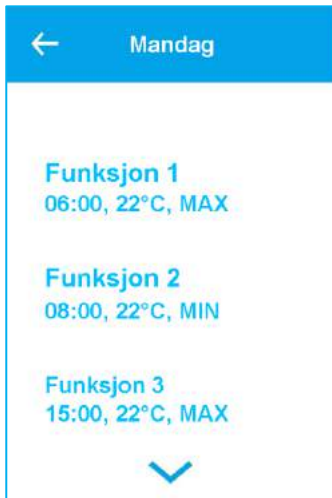 Mandag
Funksjon 1
06:00, 22°C, MAX
Funksjon 2
08:00, 22°C, MIN
Funksjon 3
15:00, 22°C, MAX